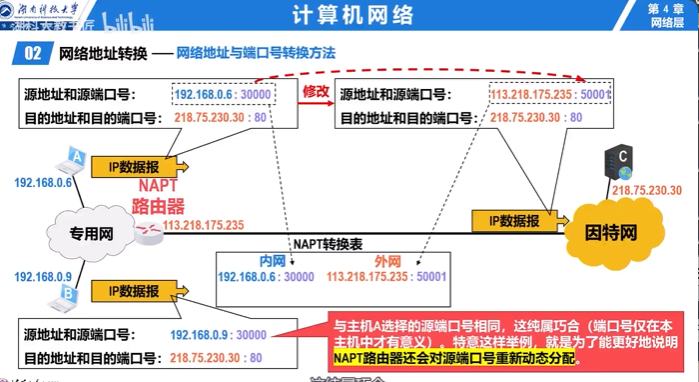 湖南科技大学
计算机网络
第 4 章
网络层
bilibili
02 网络地址转换 —— 网络地址与端口号转换方法
源地址和源端口号: 192.168.0.6 : 30000
目的地址和目的端口号: 218.75.230.30 : 80
修改
源地址和源端口号: 113.218.175.235 : 50001
目的地址和目的端口号: 218.75.230.30 : 80
A
IP数据报
192.168.0.6
NAPT
路由器
113.218.175.235
专用网
C
218.75.230.30
IP数据报
因特网
NAPT转换表
内网 外网
192.168.0.6 : 30000 113.218.175.235 : 50001
192.168.0.9
B
IP数据报
源地址和源端口号: 192.168.0.9 : 30000
目的地址和目的端口号: 218.75.230.30 : 80
与主机A选择的源端口号相同，这纯属巧合（端口号仅在本
主机中才有意义）。特意这样举例，就是为了能更好地说明
NAPT路由器还会对源端口号重新动态分配。